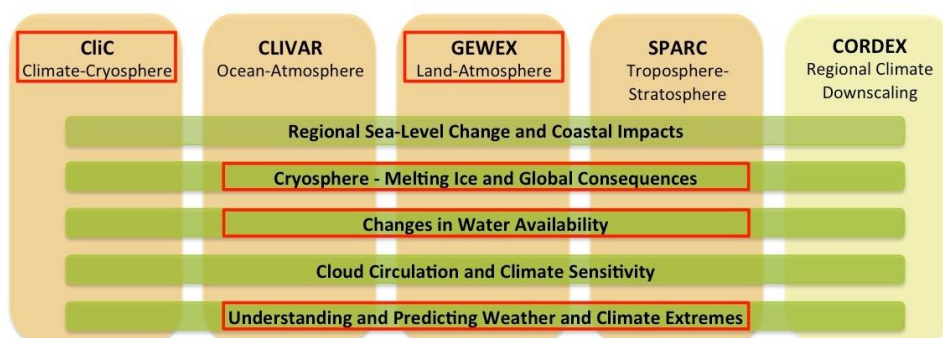 CliC
Climate-Cryosphere
CLIVAR
Ocean-Atmosphere
GEWEX
Land-Atmosphere
SPARC
Troposphere-
Stratosphere
CORDEX
Regional Climate
Downscaling
Regional Sea-Level Change and Coastal Impacts
Cryosphere - Melting Ice and Global Consequences
Changes in Water Availability
Cloud Circulation and Climate Sensitivity
Understanding and Predicting Weather and Climate Extremes